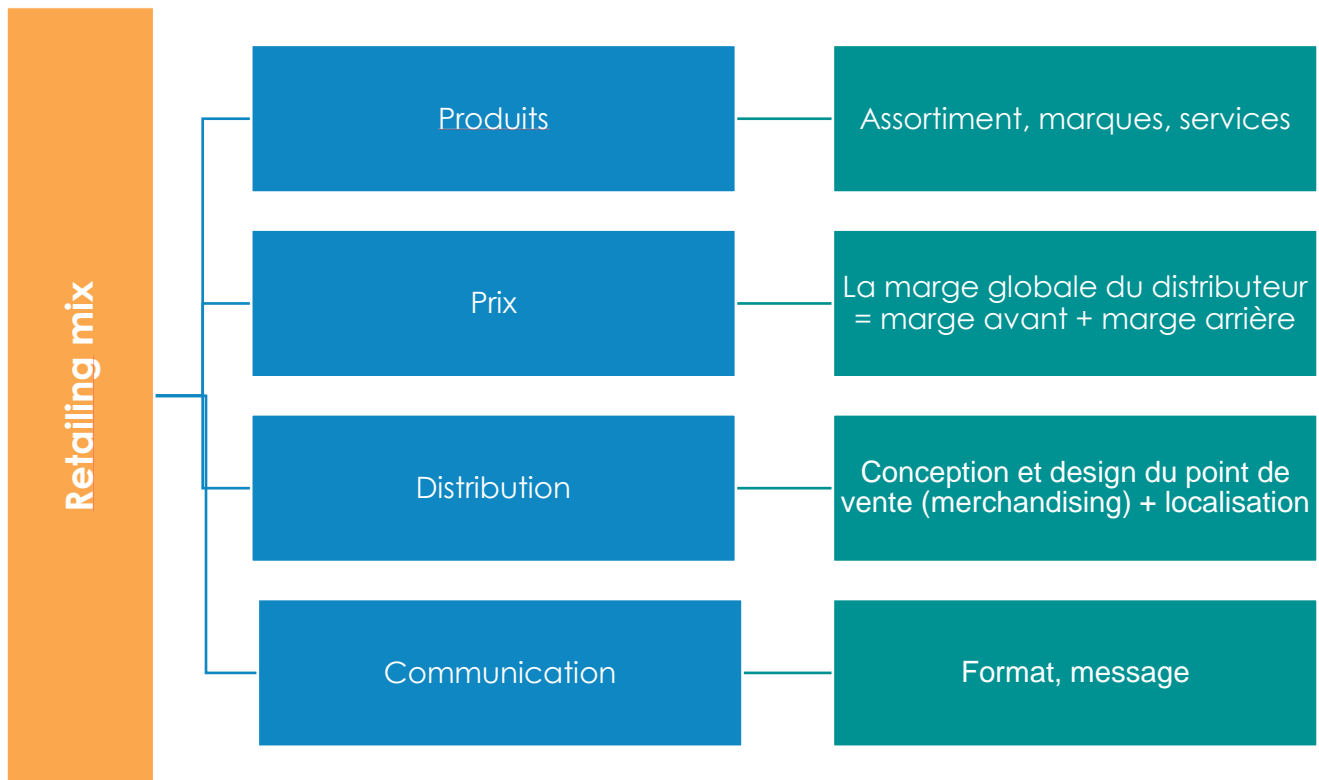 Retailing mix
Produits
Assortiment, marques, services
Prix
La marge globale du distributeur
= marge avant + marge arrière
Distribution
Conception et design du point de
vente (merchandising) + localisation
Communication
Format, message